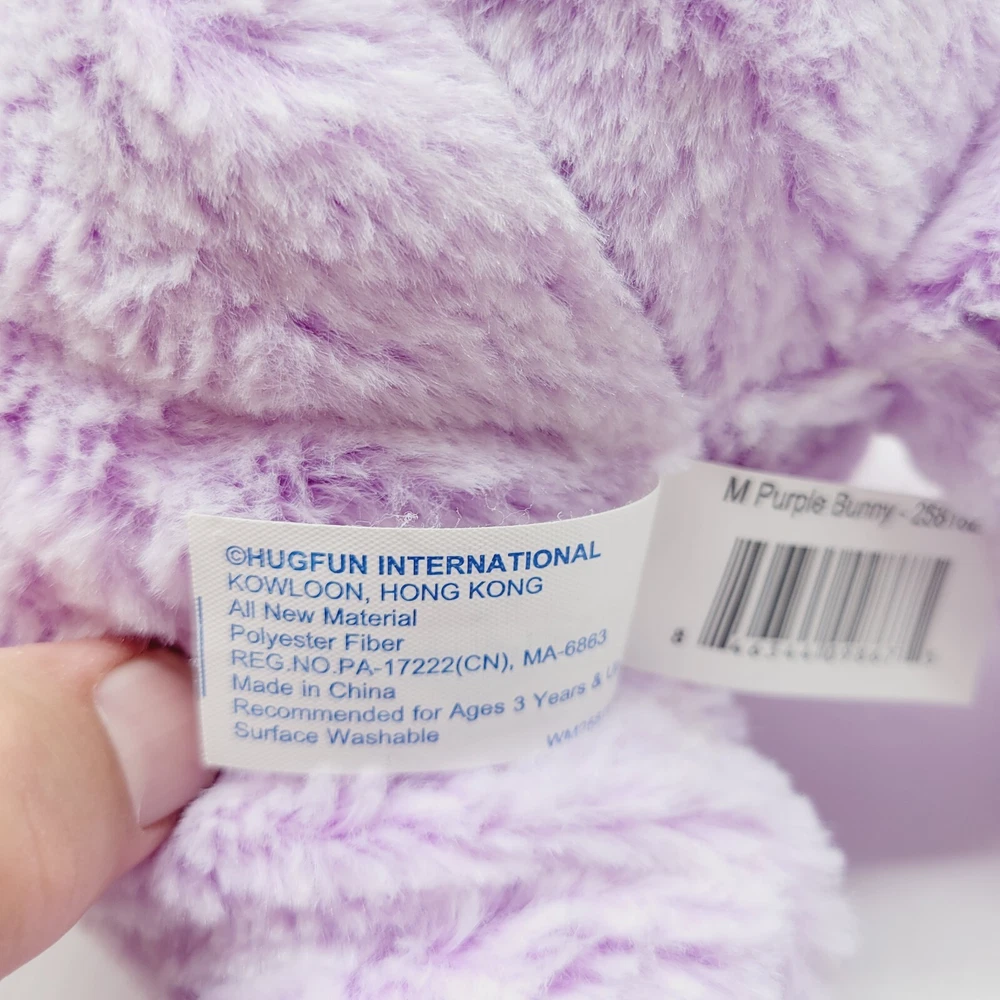 ©HUGFUN INTERNATIONAL
KOWLOON, HONG KONG
All New Material
Polyester Fiber
REG.NO.PA-17222(CN), MA-6863
Made in China
Recommended for Ages 3 Years &
Surface Washable
M Purple Bunny -